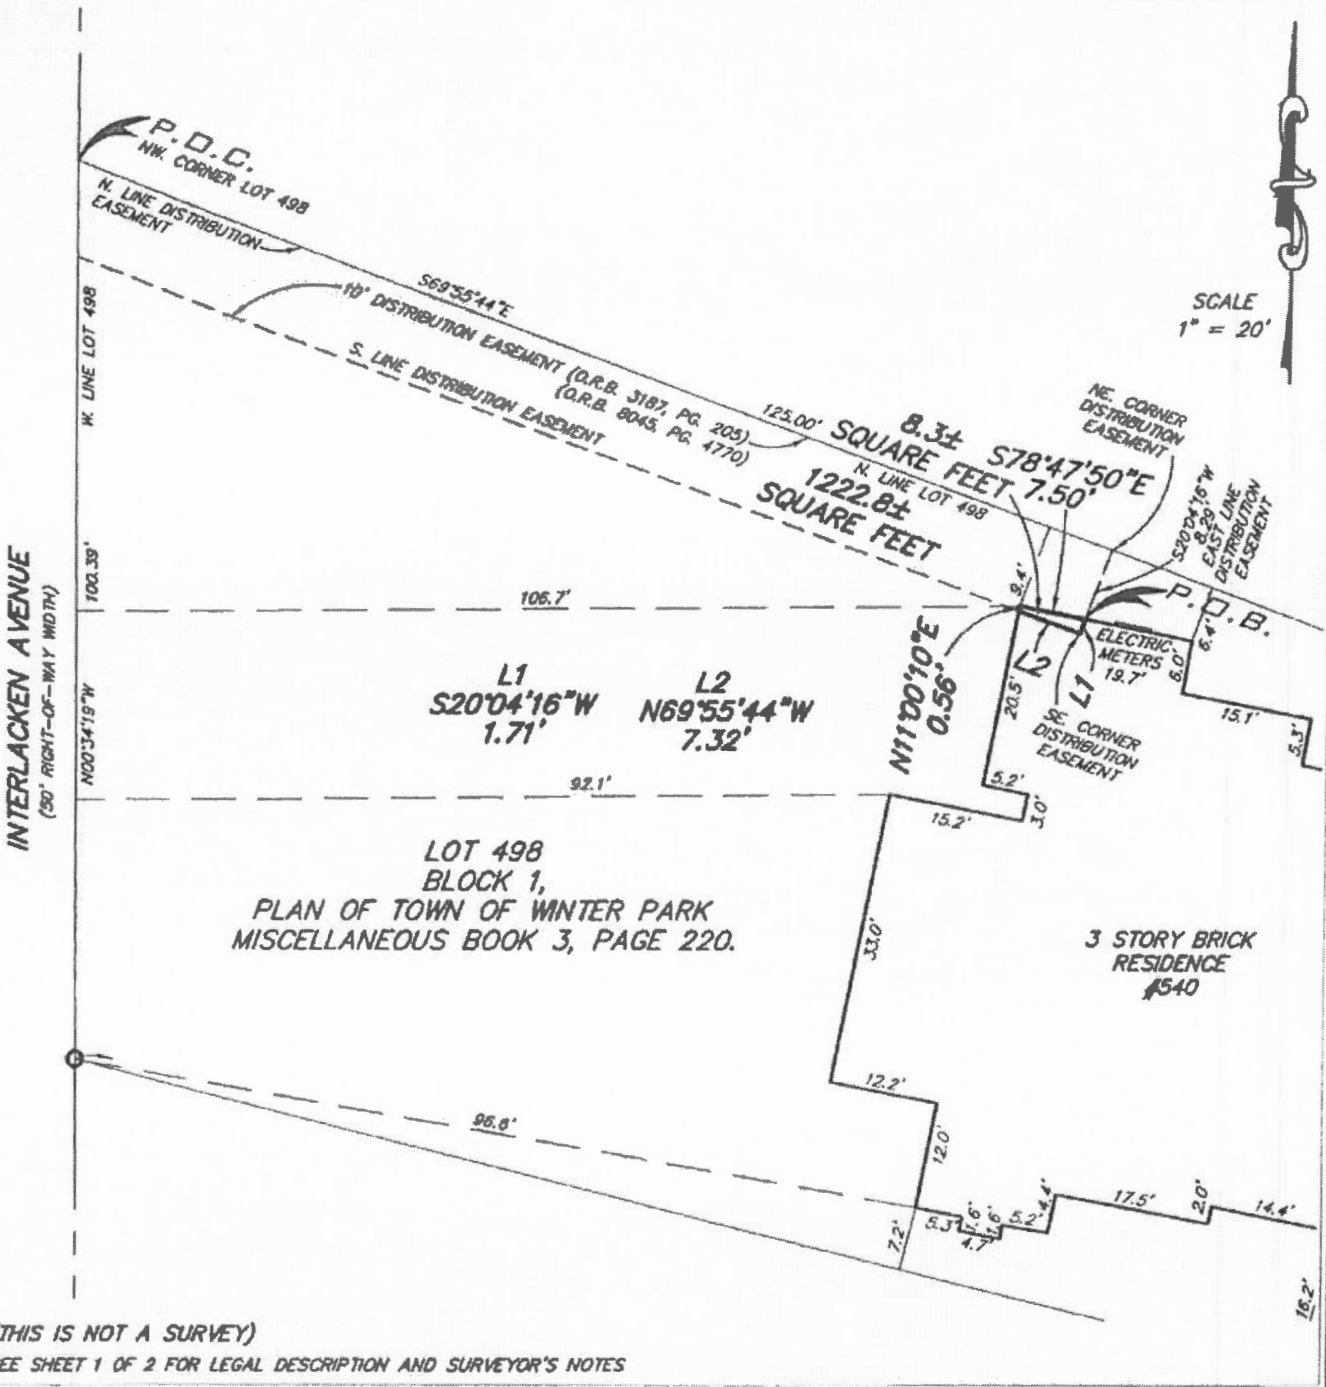 P.O.C.
NW. CORNER LOT 498
N. LINE DISTRIBUTION
EASEMENT
S69°55'44"E
10' DISTRIBUTION EASEMENT (O.R.B. 3187, PG. 205)
(O.R.B. 8045, PG. 4770)
S. LINE DISTRIBUTION EASEMENT
125.00'
W. LINE LOT 498
SCALE
1" = 20'
NE. CORNER
DISTRIBUTION
EASEMENT
8.3±
SQUARE FEET
S78°47'50"E
7.50'
N. LINE LOT 498
1222.8±
SQUARE FEET
S20°04'16"W
8.29'
EAST LINE
DISTRIBUTION
EASEMENT
P.O.B.
INTERLACKEN AVENUE
(50' RIGHT-OF-WAY WIDTH)
100.39'
N00°34'19"W
106.7'
9.4'
6.4'
ELECTRIC
METERS
19.7'
6.0'
L2
L1
N11°00'10"E
0.56'
20.5'
SE. CORNER
DISTRIBUTION
EASEMENT
15.1'
5.3'
L1
S20°04'16"W
1.71'
L2
N69°55'44"W
7.32'
92.1'
5.2'
3.0'
15.2'
LOT 498
BLOCK 1,
PLAN OF TOWN OF WINTER PARK
MISCELLANEOUS BOOK 3, PAGE 220.
33.0'
3 STORY BRICK
RESIDENCE
#540
12.2'
12.0'
96.6'
7.2'
5.3'
1.6'
4.7'
1.6'
5.2'
4.4'
17.5'
2.0'
14.4'
16.2'
THIS IS NOT A SURVEY)
EE SHEET 1 OF 2 FOR LEGAL DESCRIPTION AND SURVEYOR'S NOTES